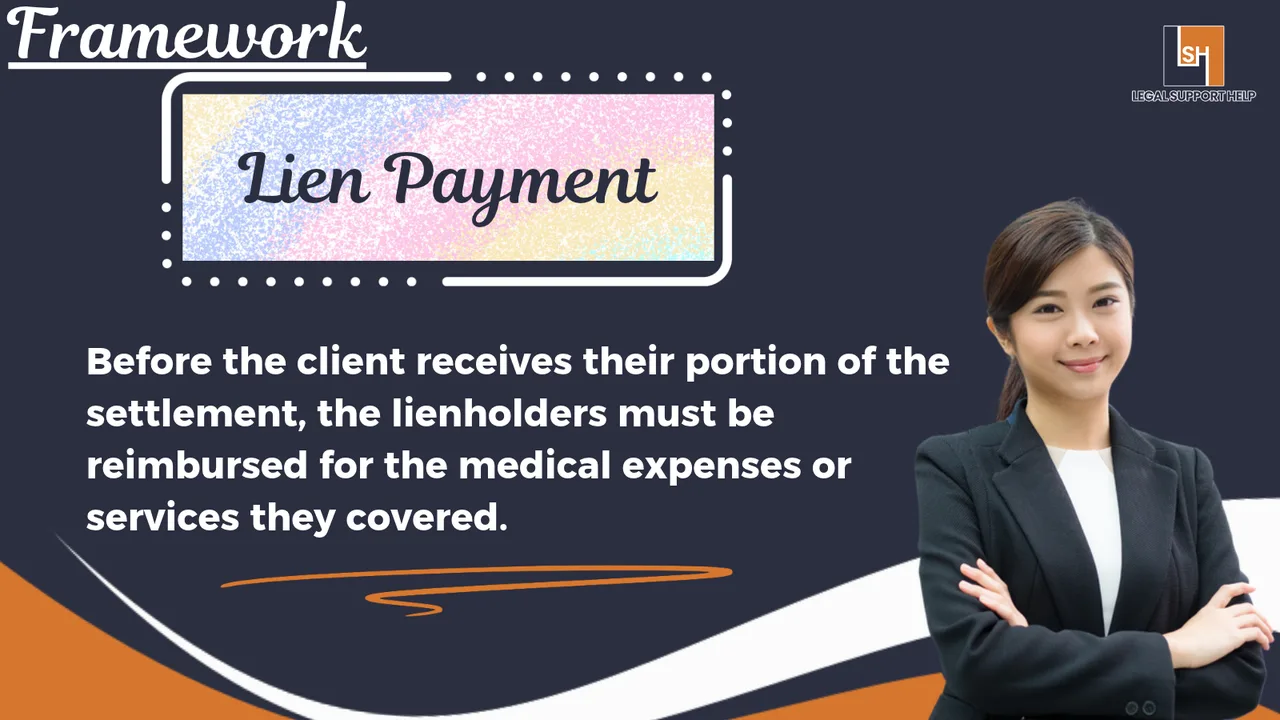 Framework
LSH
LEGAL SUPPORT HELP
Lien Payment
Before the client receives their portion of the
settlement, the lienholders must be
reimbursed for the medical expenses or
services they covered.